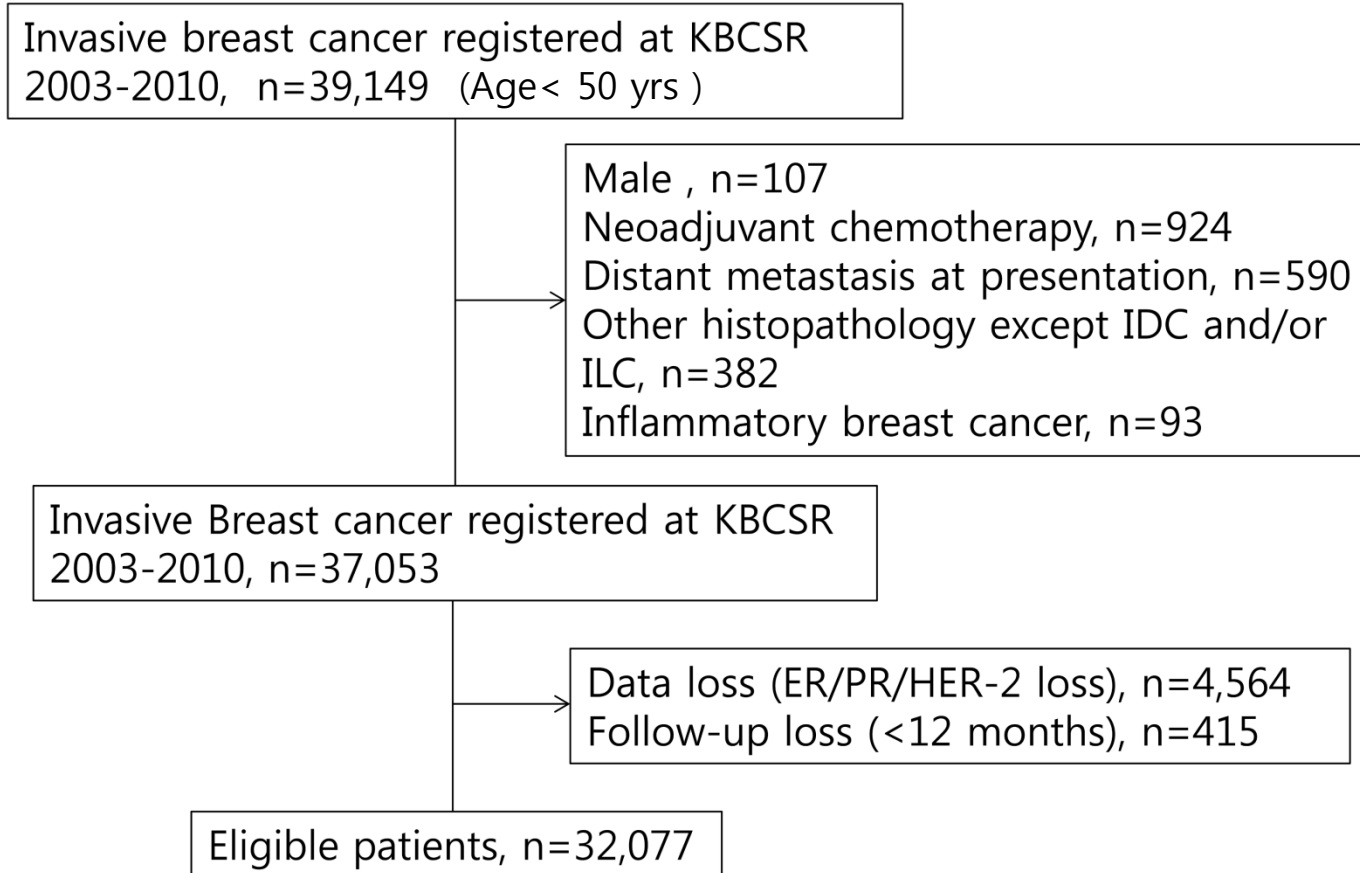 Invasive breast cancer registered at KBCSR
2003-2010, n=39,149 (Age< 50 yrs )
Male , n=107
Neoadjuvant chemotherapy, n=924
Distant metastasis at presentation, n=590
Other histopathology except IDC and/or
ILC, n=382
Inflammatory breast cancer, n=93
Invasive Breast cancer registered at KBCSR
2003-2010, n=37,053
Data loss (ER/PR/HER-2 loss), n=4,564
Follow-up loss (<12 months), n=415
Eligible patients, n=32,077